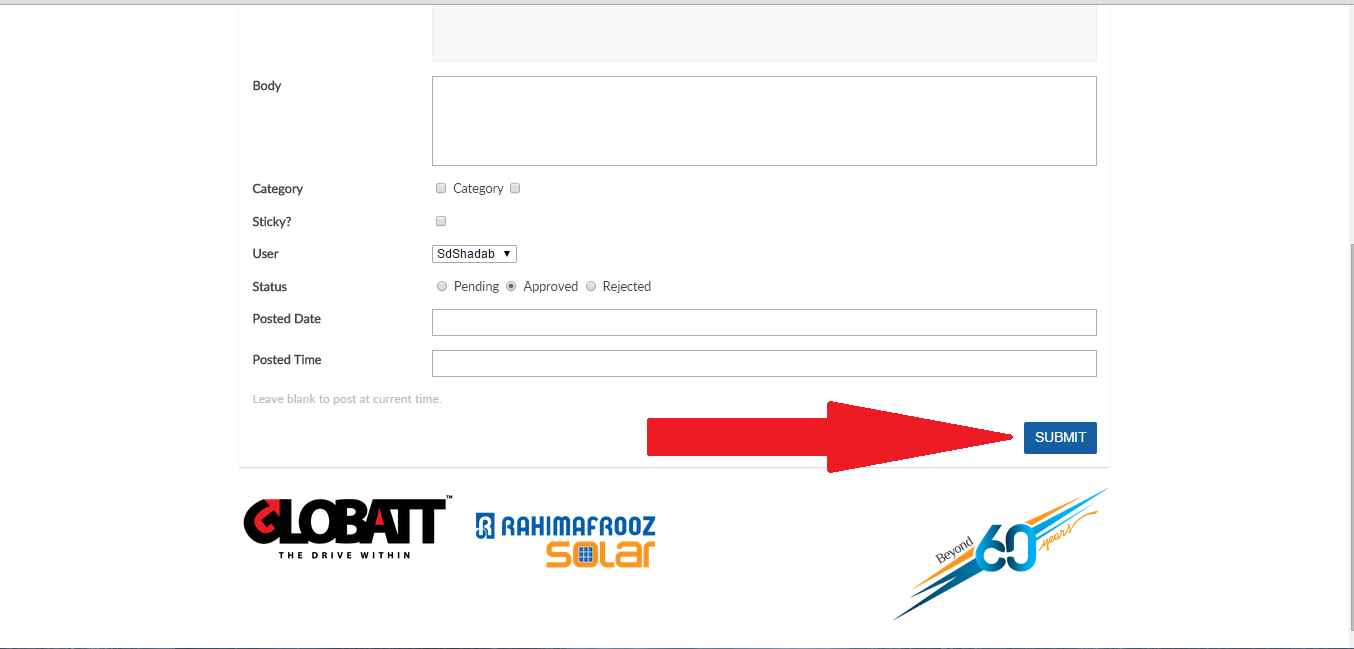 Body
Category Category
Sticky?
User SdShadab
Status Pending Approved Rejected
Posted Date
Posted Time
Leave blank to post at current time.
SUBMIT
GLOBATT™
THE DRIVE WITHIN
RAHIMAFROOZ
SOLAR
Beyond 60 years